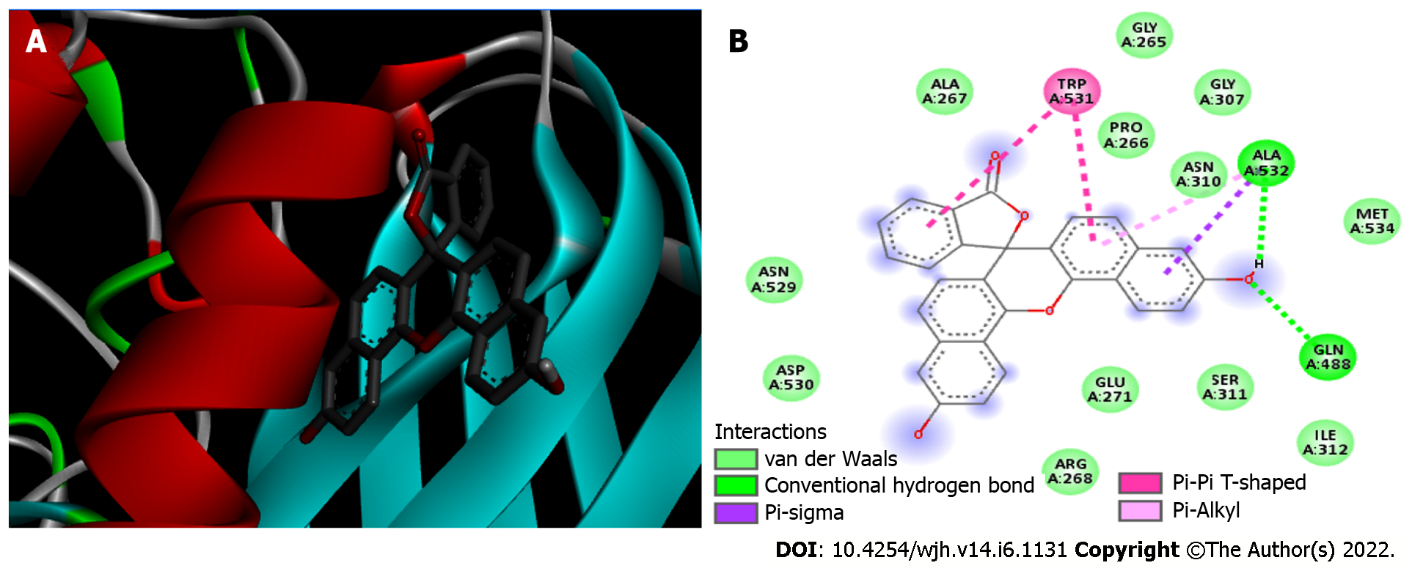 A
B
GLY
A:265
ALA
A:267
TRP
A:531
GLY
A:307
PRO
A:266
ASN
A:310
ALA
A:532
MET
A:534
O
O
H
O
O
O
ASN
A:529
ASP
A:530
GLU
A:271
SER
A:311
GLN
A:488
ARG
A:268
ILE
A:312
Interactions
van der Waals
Conventional hydrogen bond
Pi-sigma
Pi-Pi T-shaped
Pi-Alkyl
DOI: 10.4254/wjh.v14.i6.1131 Copyright ©The Author(s) 2022.